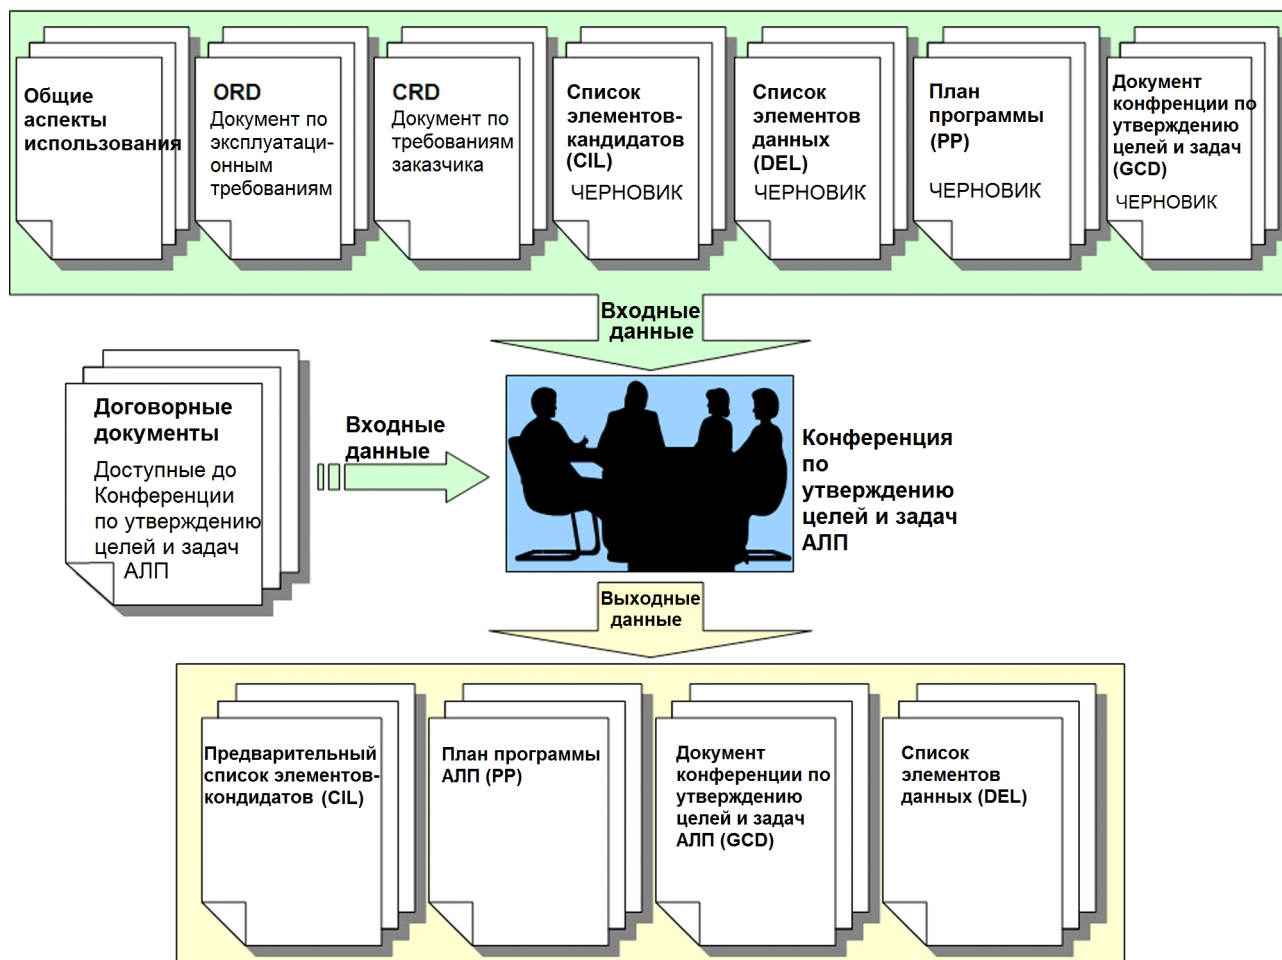 Общие
аспекты
использования
ORD
Документ по
эксплуатаци-
онным
требованиям
CRD
Документ по
требованиям
заказчика
Список
элементов-
кандидатов
(CIL)
ЧЕРНОВИК
Список
элементов
данных
(DEL)
ЧЕРНОВИК
План
программы
(PP)
ЧЕРНОВИК
Документ
конфренции по
утверждению
целей и задач
(GCD)
ЧЕРНОВИК
Входные
данные
Договорные
документы
Доступные до
Конференции
по утверждению
целей и задач
АЛП
Входные
данные
Конференция
по
утверждению
целей и задач
АЛП
Выходные
данные
Предварительный
список элементов-
кондидатов (CIL)
План программы
АЛП (PP)
Документ
конференции по
утверждению
целей и задач
АЛП (GCD)
Список
элементов
данных (DEL)